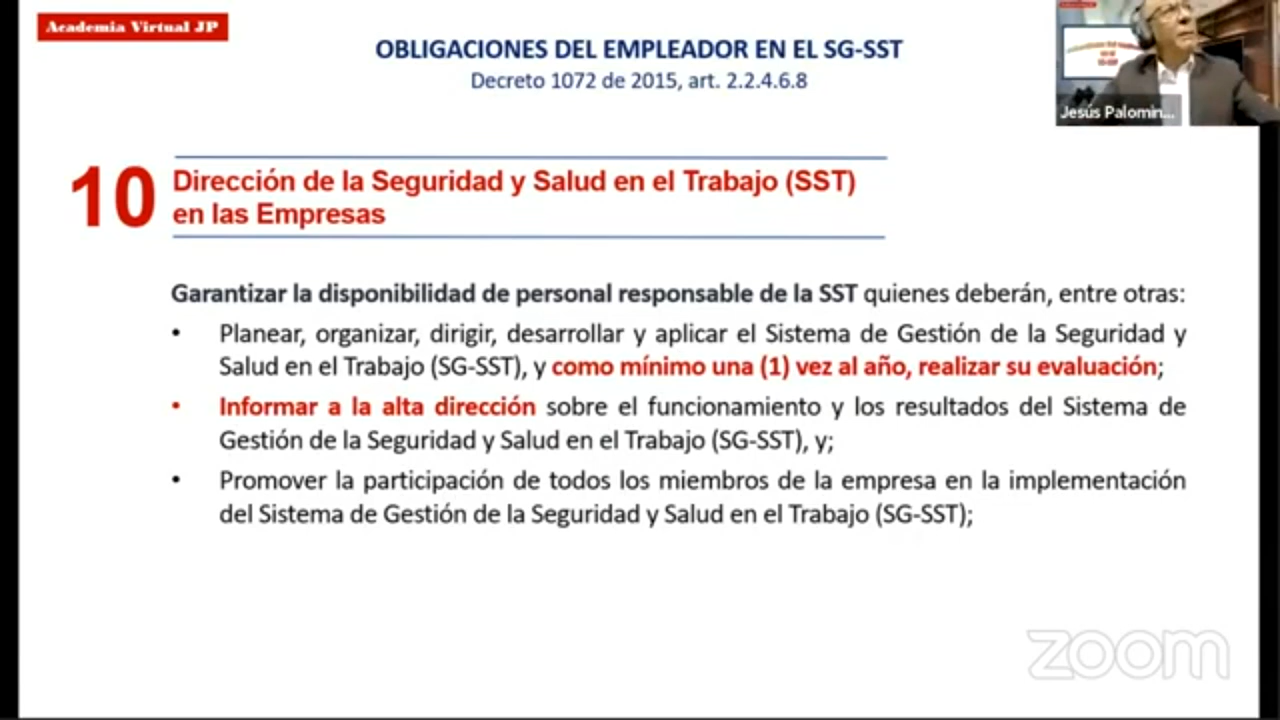 Academia Virtual JP
OBLIGACIONES DEL EMPLEADOR EN EL SG-SST
Decreto 1072 de 2015, art. 2.2.4.6.8
Jesús Palomin...
10
Dirección de la Seguridad y Salud en el Trabajo (SST)
en las Empresas
Garantizar la disponibilidad de personal responsable de la SST quienes deberán, entre otras:
• Planear, organizar, dirigir, desarrollar y aplicar el Sistema de Gestión de la Seguridad y
Salud en el Trabajo (SG-SST), y como mínimo una (1) vez al año, realizar su evaluación;
• Informar a la alta dirección sobre el funcionamiento y los resultados del Sistema de
Gestión de la Seguridad y Salud en el Trabajo (SG-SST), y;
• Promover la participación de todos los miembros de la empresa en la implementación
del Sistema de Gestión de la Seguridad y Salud en el Trabajo (SG-SST);
zoom